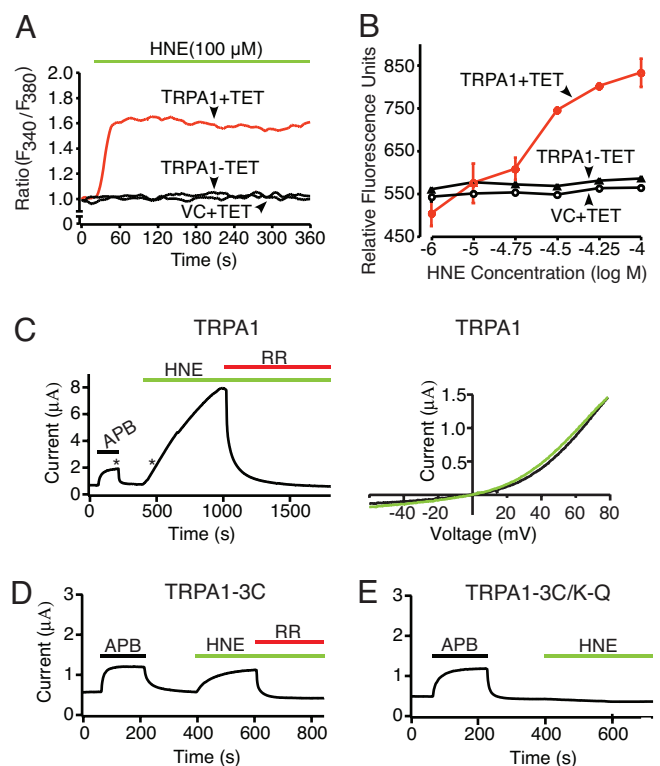 A
HNE(100 µM)
Ratio(F340/F380)
2.0
1.8
1.6
1.4
1.2
1.0
0
TRPA1+TET
TRPA1-TET
VC+TET
0 60 120 180 240 300 360
Time (s)
B
Relative Fluorescence Units
850
750
650
550
450
TRPA1+TET
TRPA1-TET
VC+TET
-6 -5 -4.75 -4.5 -4.25 -4
HNE Concentration (log M)
C
TRPA1
HNE
RR
APB
* *
Current (µA)
8
6
4
2
0
0 500 1000 1500
Time (s)
TRPA1
Current (µA)
1.5
1.0
0.5
-40 -20 0 20 40 60 80
Voltage (mV)
D
TRPA1-3C
APB
HNE
RR
Current (µA)
3
2
1
0
0 200 400 600 800
Time (s)
E
TRPA1-3C/K-Q
APB
HNE
3
2
1
0
0 200 400 600
Time (s)